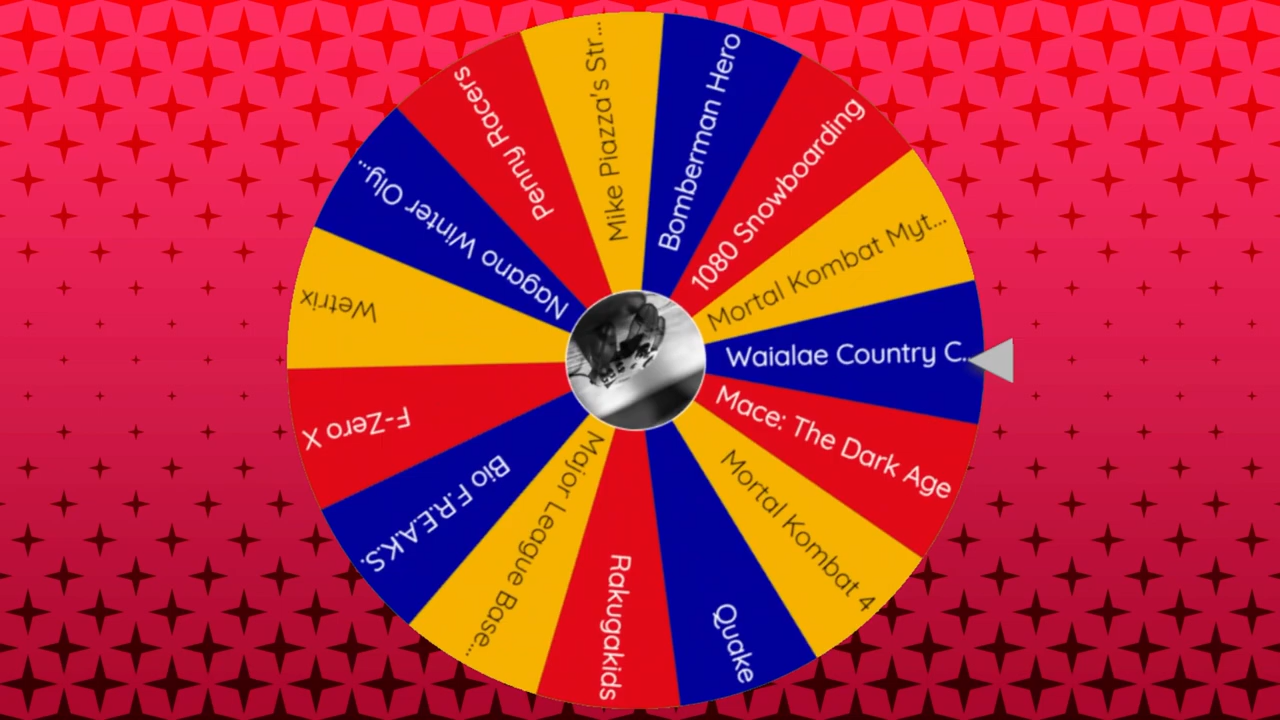 Mike Piazza's Str...
Bomberman Hero
1080 Snowboarding
Mortal Kombat Myt...
Waialae Country C...
Mace: The Dark Age
Mortal Kombat 4
Quake
Rakugakids
Major League Base...
Bio F.R.E.A.K.S.
F-Zero X
Wetrix
Nagano Winter Oly...
Penny Racers